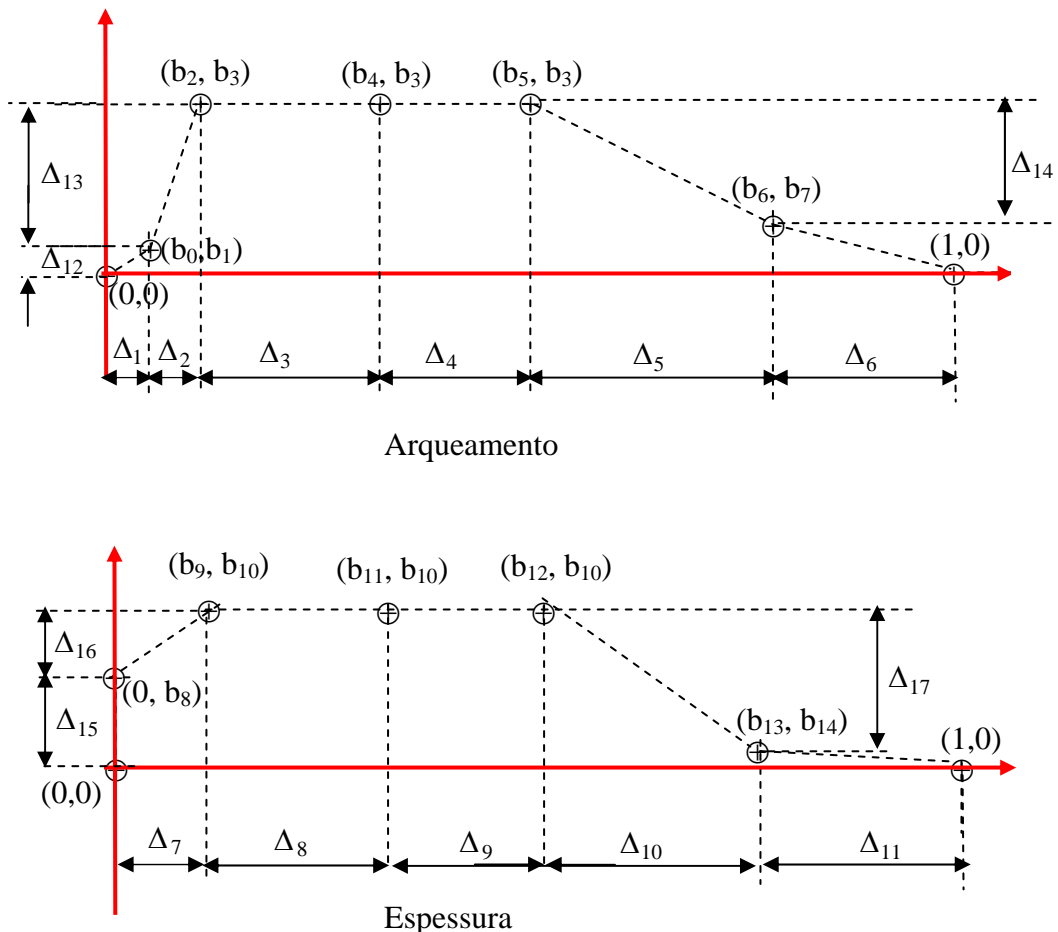 (b₂, b₃) (b₄, b₃) (b₅, b₃)
Δ₁₃ Δ₁₄
(b₆, b₇)
(b₀,b₁) (1,0)
Δ₁₂
(0,0)
Δ₁ Δ₂ Δ₃ Δ₄ Δ₅ Δ₆
Arqueamento
(b₉, b₁₀) (b₁₁, b₁₀) (b₁₂, b₁₀)
Δ₁₆
(0, b₈) Δ₁₇
Δ₁₅ (b₁₃, b₁₄) (1,0)
(0,0)
Δ₇ Δ₈ Δ₉ Δ₁₀ Δ₁₁
Espessura